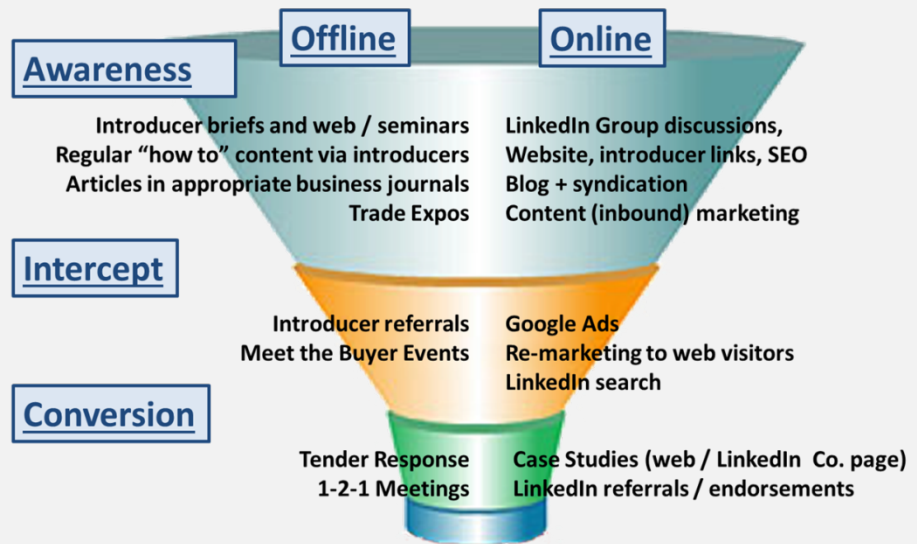 Offline
Online
Awareness
Introducer briefs and web / seminars
Regular “how to” content via introducers
Articles in appropriate business journals
Trade Expos
LinkedIn Group discussions,
Website, introducer links, SEO
Blog + syndication
Content (inbound) marketing
Intercept
Introducer referrals
Meet the Buyer Events
Google Ads
Re-marketing to web visitors
LinkedIn search
Conversion
Tender Response
1-2-1 Meetings
Case Studies (web / LinkedIn Co. page)
LinkedIn referrals / endorsements